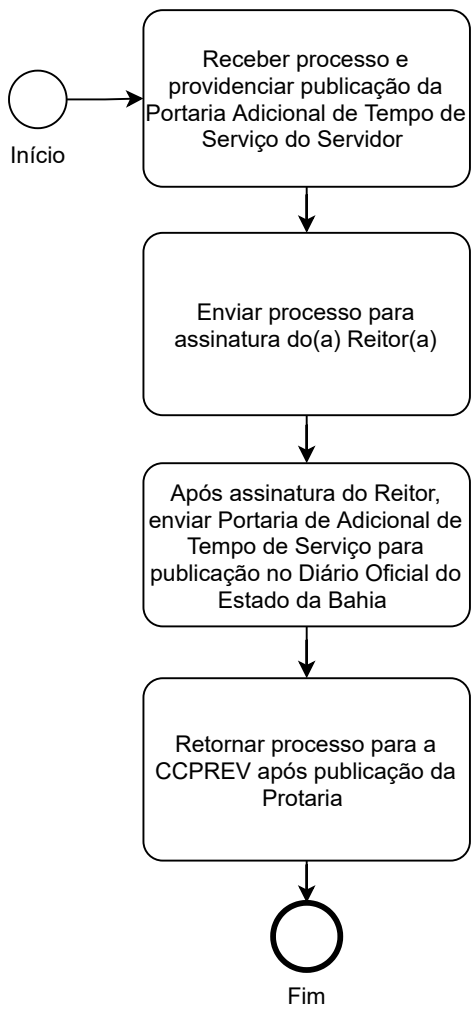 Receber processo e
providenciar publicação da
Portaria Adicional de Tempo de
Serviço do Servidor
Início
Enviar processo para
assinatura do(a) Reitor(a)
Após assinatura do Reitor,
enviar Portaria de Adicional de
Tempo de Serviço para
publicação no Diário Oficial do
Estado da Bahia
Retornar processo para a
CCPREV após publicação da
Protaria
Fim